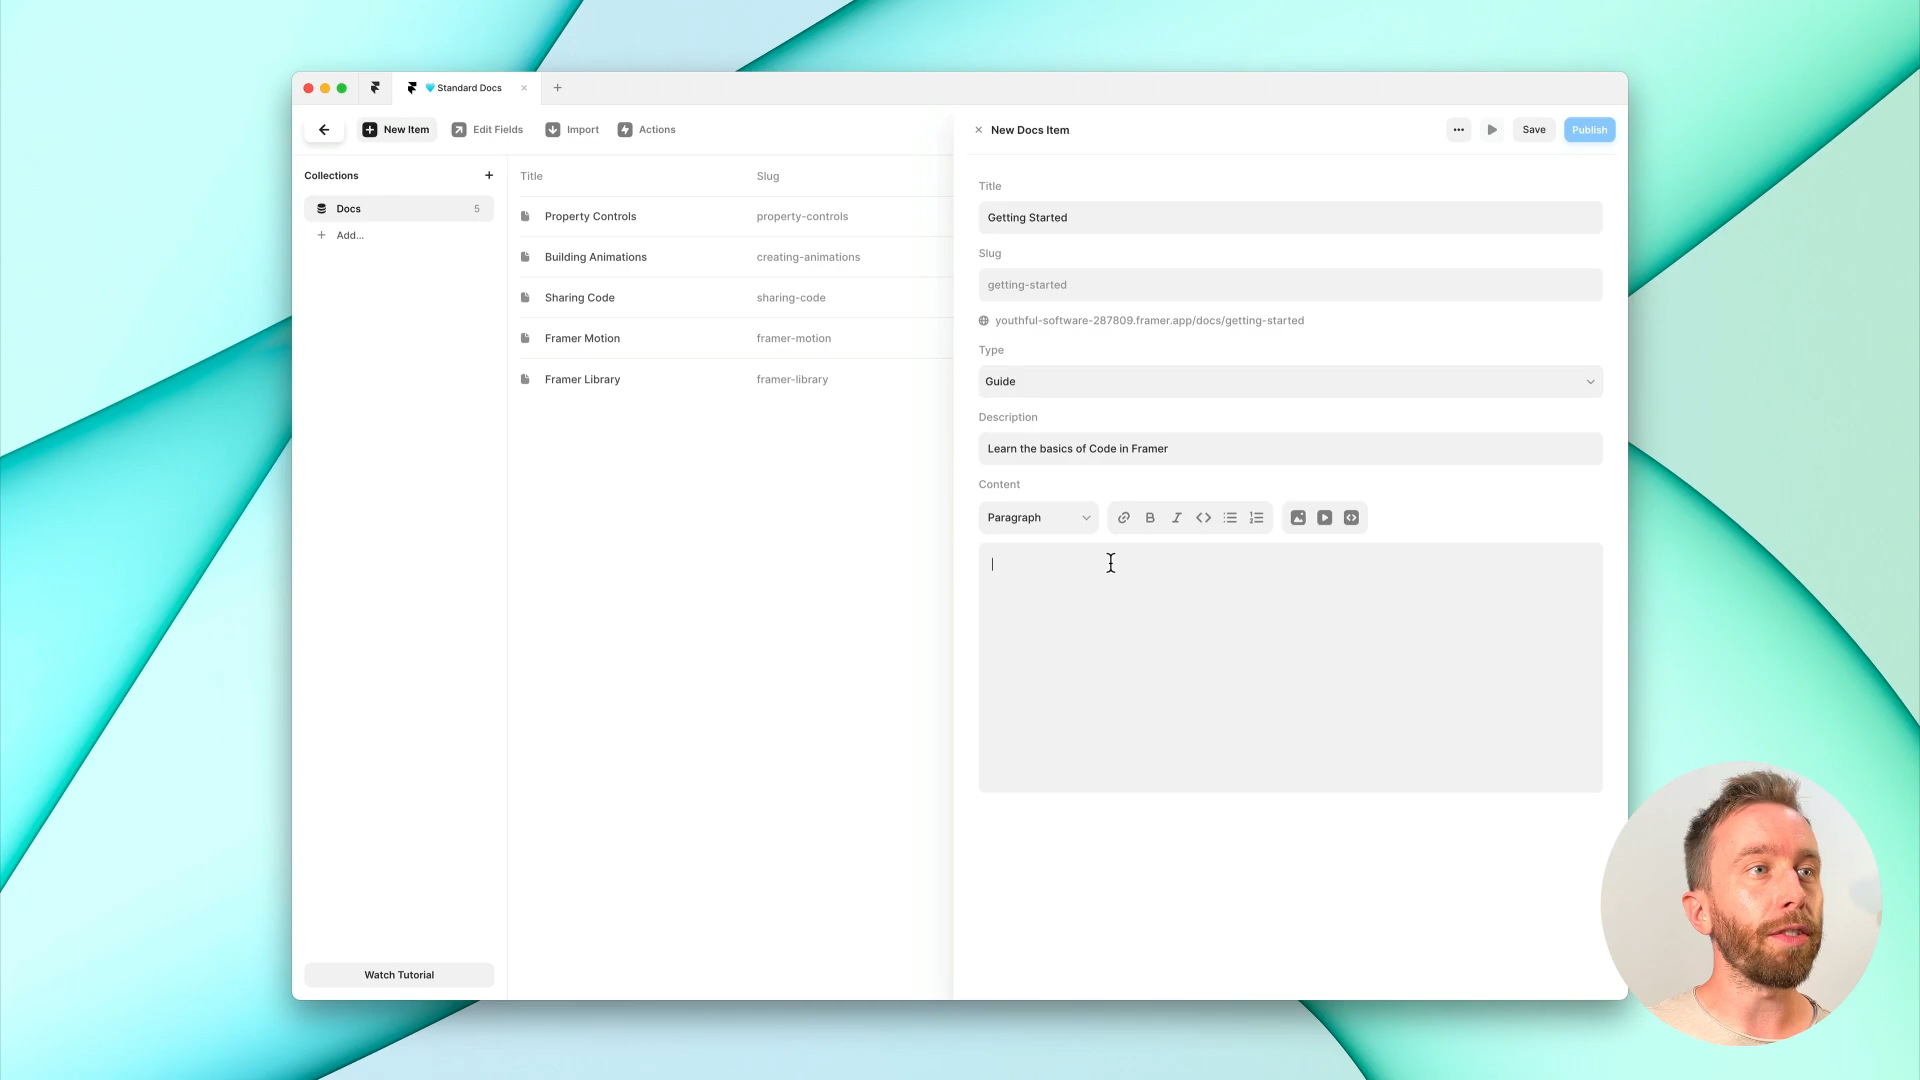 Standard Docs
New Item
Edit Fields
Import
Actions
New Docs Item
Save
Publish
Collections
Docs 5
Add...
Watch Tutorial
Title Slug
Property Controls property-controls
Building Animations creating-animations
Sharing Code sharing-code
Framer Motion framer-motion
Framer Library framer-library
Title
Getting Started
Slug
getting-started
youthful-software-287809.framer.app/docs/getting-started
Type
Guide
Description
Learn the basics of Code in Framer
Content
Paragraph